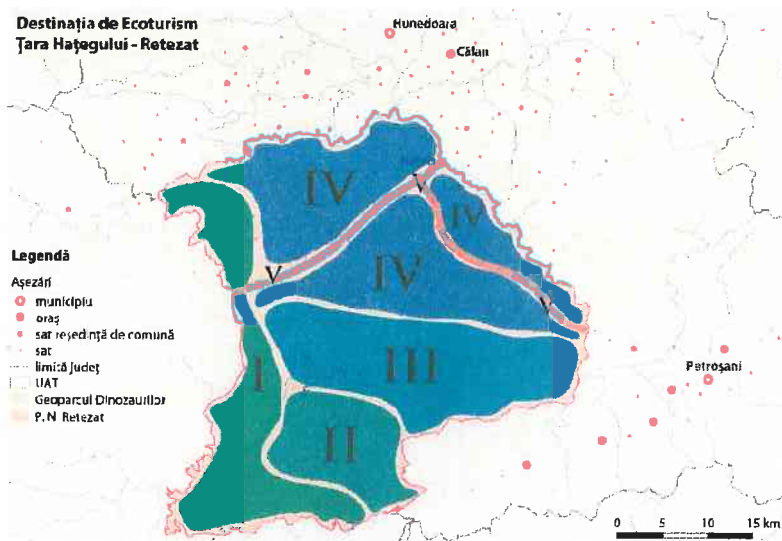 Destinația de Ecoturism
Țara Hațegului - Retezat
Hunedoara
Călan
IV
V
IV
IV
V
V
III
I
II
Petroșani
Legendă
Așezări
municipiu
oraș
sat reședință de comună
sat
limită județ
UAT
Geoparcul Dinozaurilor
P. N. Retezat
0 5 10 15 km